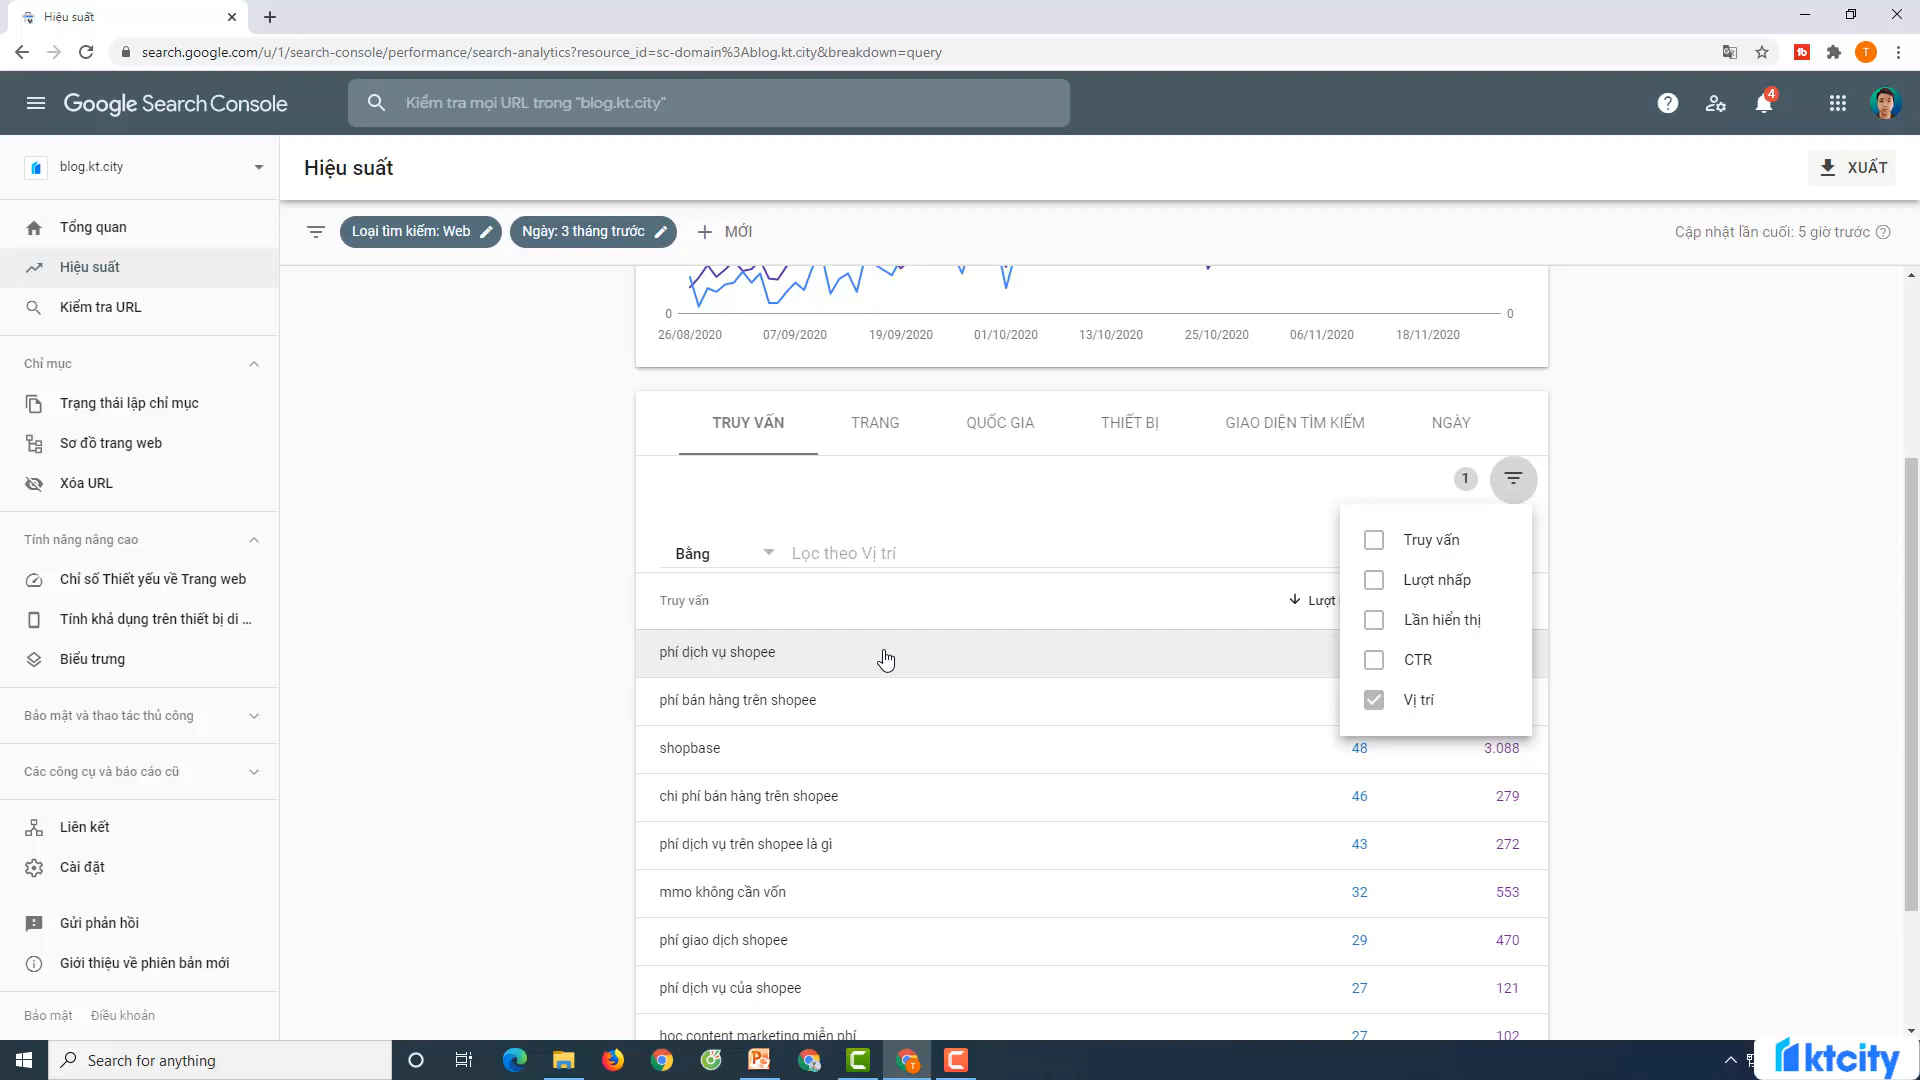 Hiệu suất
search.google.com/u/1/search-console/performance/search-analytics?resource_id=sc-domain%3Ablog.kt.city&breakdown=query
T
Google Search Console
Kiểm tra mọi URL trong "blog.kt.city"
4
blog.kt.city
Hiệu suất
XUẤT
Tổng quan
Hiệu suất
Kiểm tra URL
Chỉ mục
Trạng thái lập chỉ mục
Sơ đồ trang web
Xóa URL
Tính năng nâng cao
Chỉ số Thiết yếu về Trang web
Tính khả dụng trên thiết bị di ...
Biểu trưng
Bảo mật và thao tác thủ công
Các công cụ và báo cáo cũ
Liên kết
Cài đặt
Gửi phản hồi
Giới thiệu về phiên bản mới
Bảo mật Điều khoản
Loại tìm kiếm: Web
Ngày: 3 tháng trước
MỚI
Cập nhật lần cuối: 5 giờ trước
0 0
26/08/2020 07/09/2020 19/09/2020 01/10/2020 13/10/2020 25/10/2020 06/11/2020 18/11/2020
TRUY VẤN TRANG QUỐC GIA THIẾT BỊ GIAO DIỆN TÌM KIẾM NGÀY
1
Bằng Lọc theo Vị trí
Truy vấn
Lượt nhấp
Lần hiển thị
CTR
Vị trí
Truy vấn Lượt
phí dịch vụ shopee
phí bán hàng trên shopee
shopbase 48 3.088
chi phí bán hàng trên shopee 46 279
phí dịch vụ trên shopee là gì 43 272
mmo không cần vốn 32 553
phí giao dịch shopee 29 470
phí dịch vụ của shopee 27 121
học content marketing miễn phí 27 102
Search for anything
ktcity